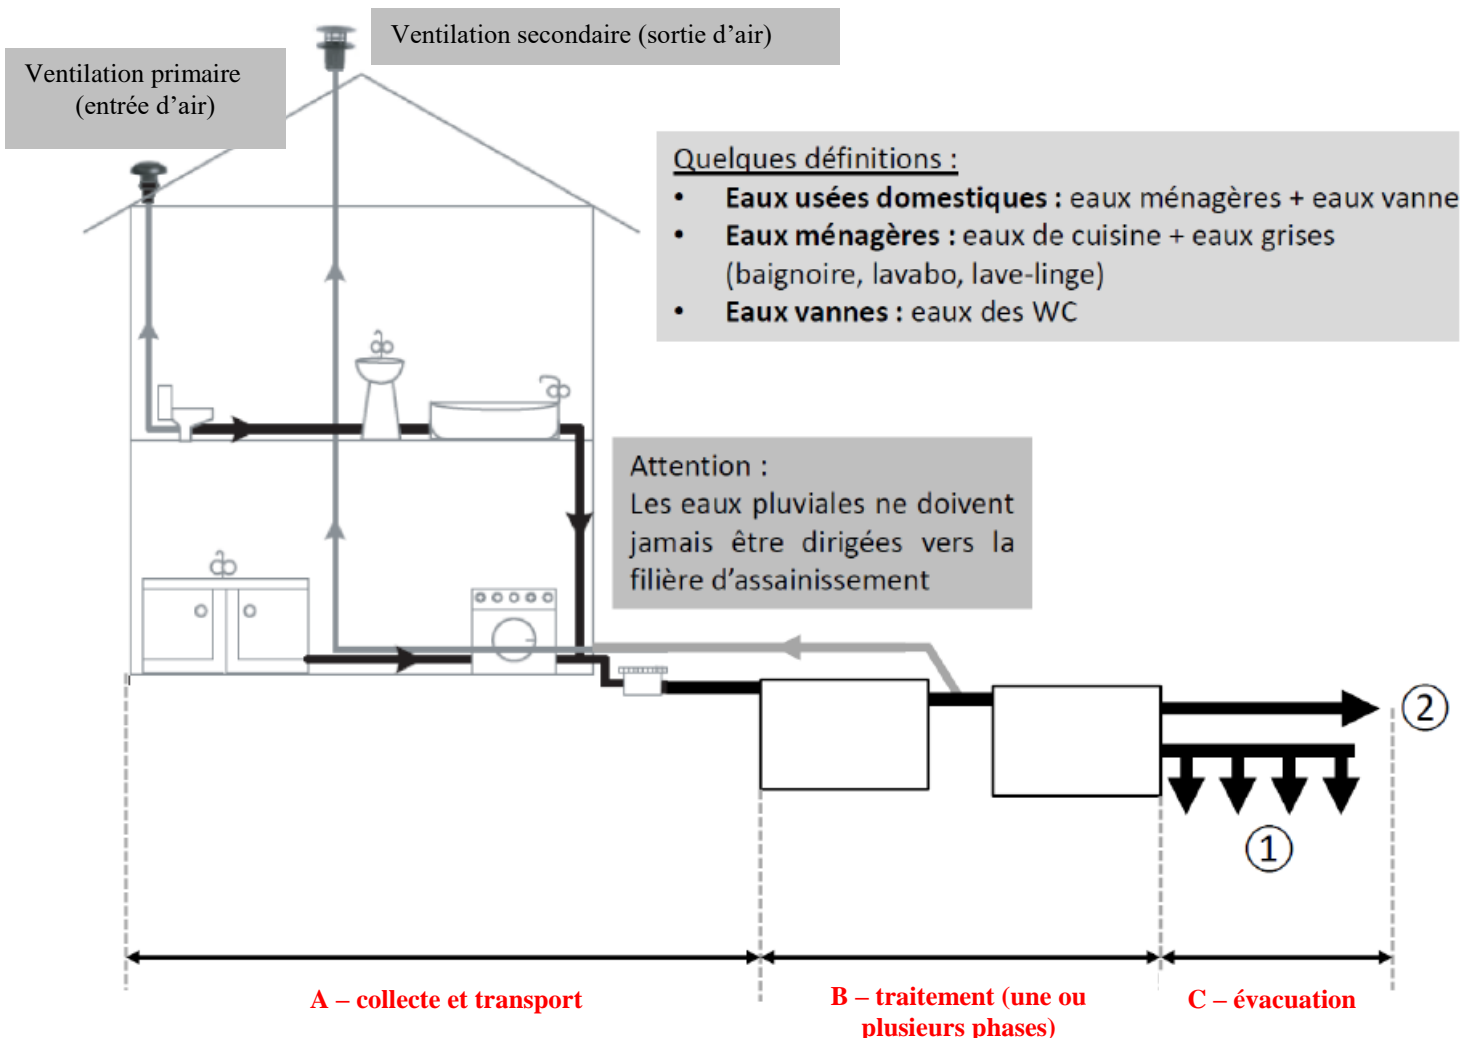 Ventilation secondaire (sortie d’air)
Ventilation primaire
(entrée d’air)
Quelques définitions :
• Eaux usées domestiques : eaux ménagères + eaux vanne
• Eaux ménagères : eaux de cuisine + eaux grises
(baignoire, lavabo, lave-linge)
• Eaux vannes : eaux des WC
Attention :
Les eaux pluviales ne doivent
jamais être dirigées vers la
filière d’assainissement
2
1
A – collecte et transport
B – traitement (une ou
plusieurs phases)
C – évacuation